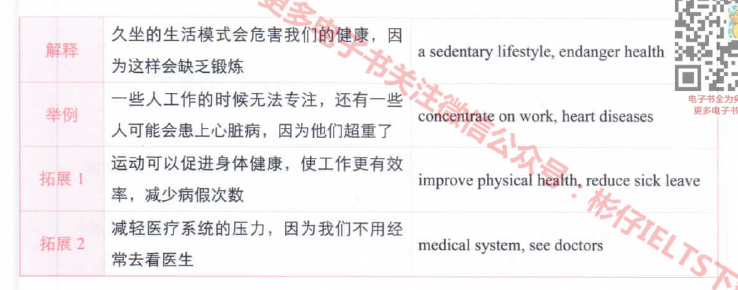 解释
久坐的生活模式会危害我们的健康，因
为这样会缺乏锻炼
a sedentary lifestyle, endanger health
举例
一些人工作的时候无法专注，还有一些
人可能会患上心脏病，因为他们超重了
concentrate on work, heart diseases
拓展 1
运动可以促进身体健康，使工作更有效
率，减少病假次数
improve physical health, reduce sick leave
拓展 2
减轻医疗系统的压力，因为我们不用经
常去看医生
medical system, see doctors
更多电子书关注微信公众号：彬仔IELTS下
电子书全为免
更多电子书